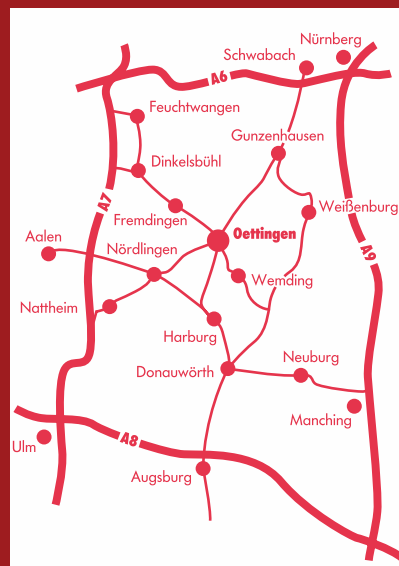 Nürnberg
Schwabach
A6
Feuchtwangen
Gunzenhausen
Dinkelsbühl
A7
Weißenburg
Fremdingen
Oettingen
Aalen
Nördlingen
A9
Wemding
Nattheim
Harburg
Neuburg
Donauwörth
Manching
A8
Ulm
Augsburg